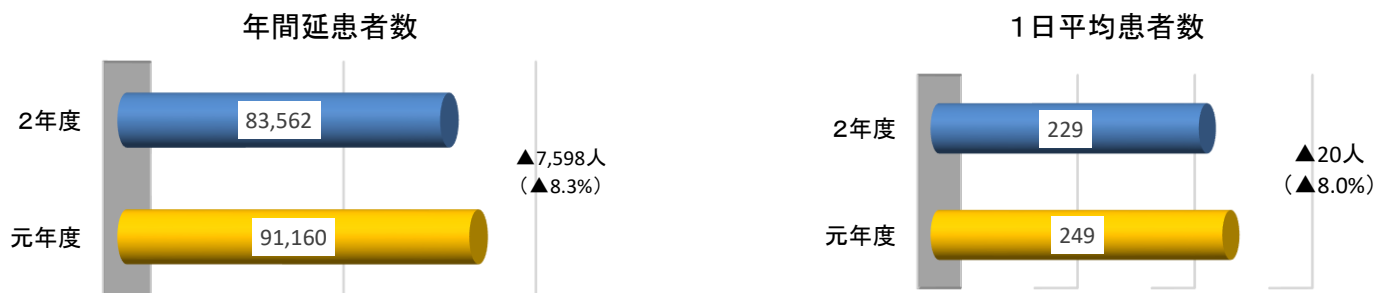 年間延患者数
2年度
83,562
元年度
91,160
▲7,598人
（▲8.3%）
1日平均患者数
2年度
229
元年度
249
▲20人
（▲8.0%）